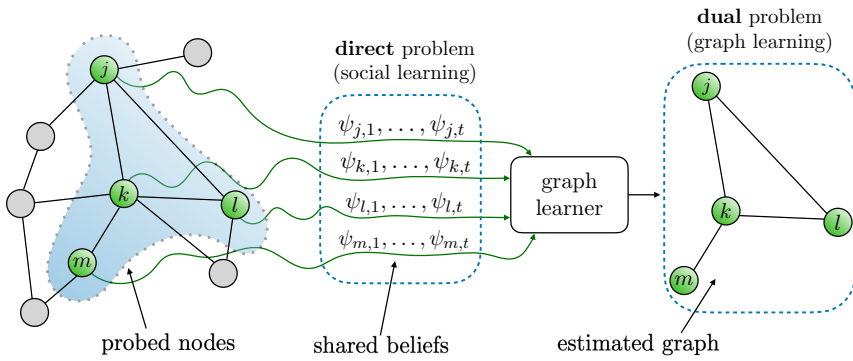 direct problem
(social learning)
dual problem
(graph learning)
j
k
l
m
ψ_{j,1}, . . . , ψ_{j,t}
ψ_{k,1}, . . . , ψ_{k,t}
ψ_{l,1}, . . . , ψ_{l,t}
ψ_{m,1}, . . . , ψ_{m,t}
graph
learner
j
k
l
m
probed nodes
shared beliefs
estimated graph